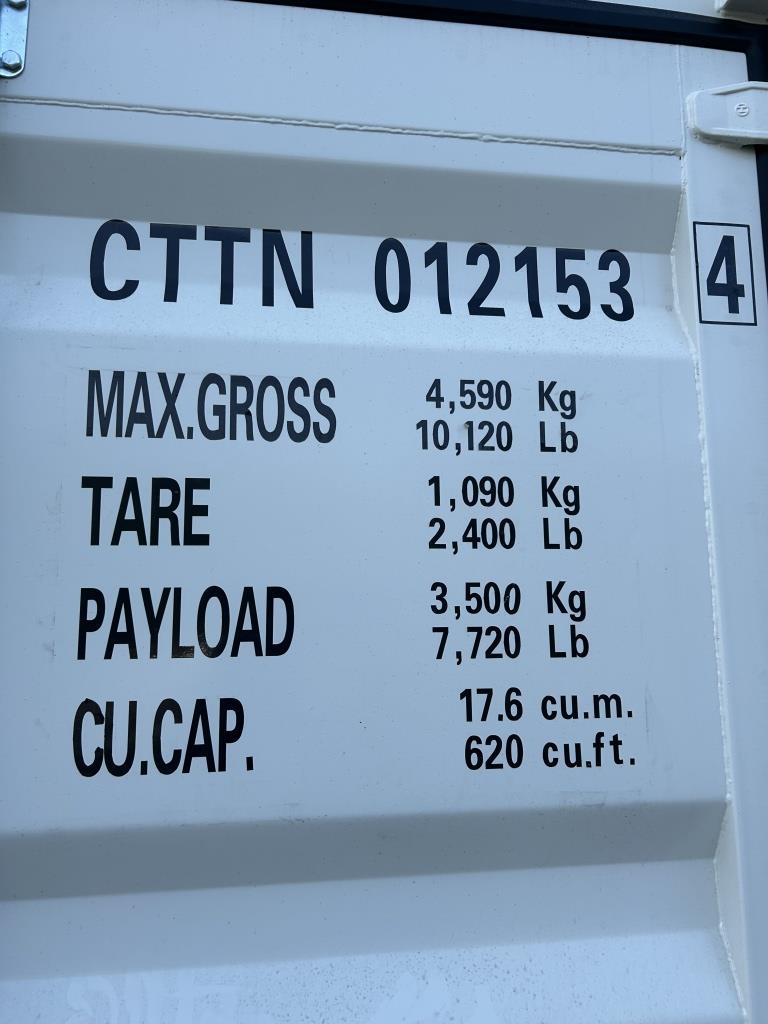 CTTN 012153 4
MAX.GROSS 4,590 Kg
10,120 Lb
TARE 1,090 Kg
2,400 Lb
PAYLOAD 3,500 Kg
7,720 Lb
CU.CAP. 17.6 cu.m.
620 cu.ft.